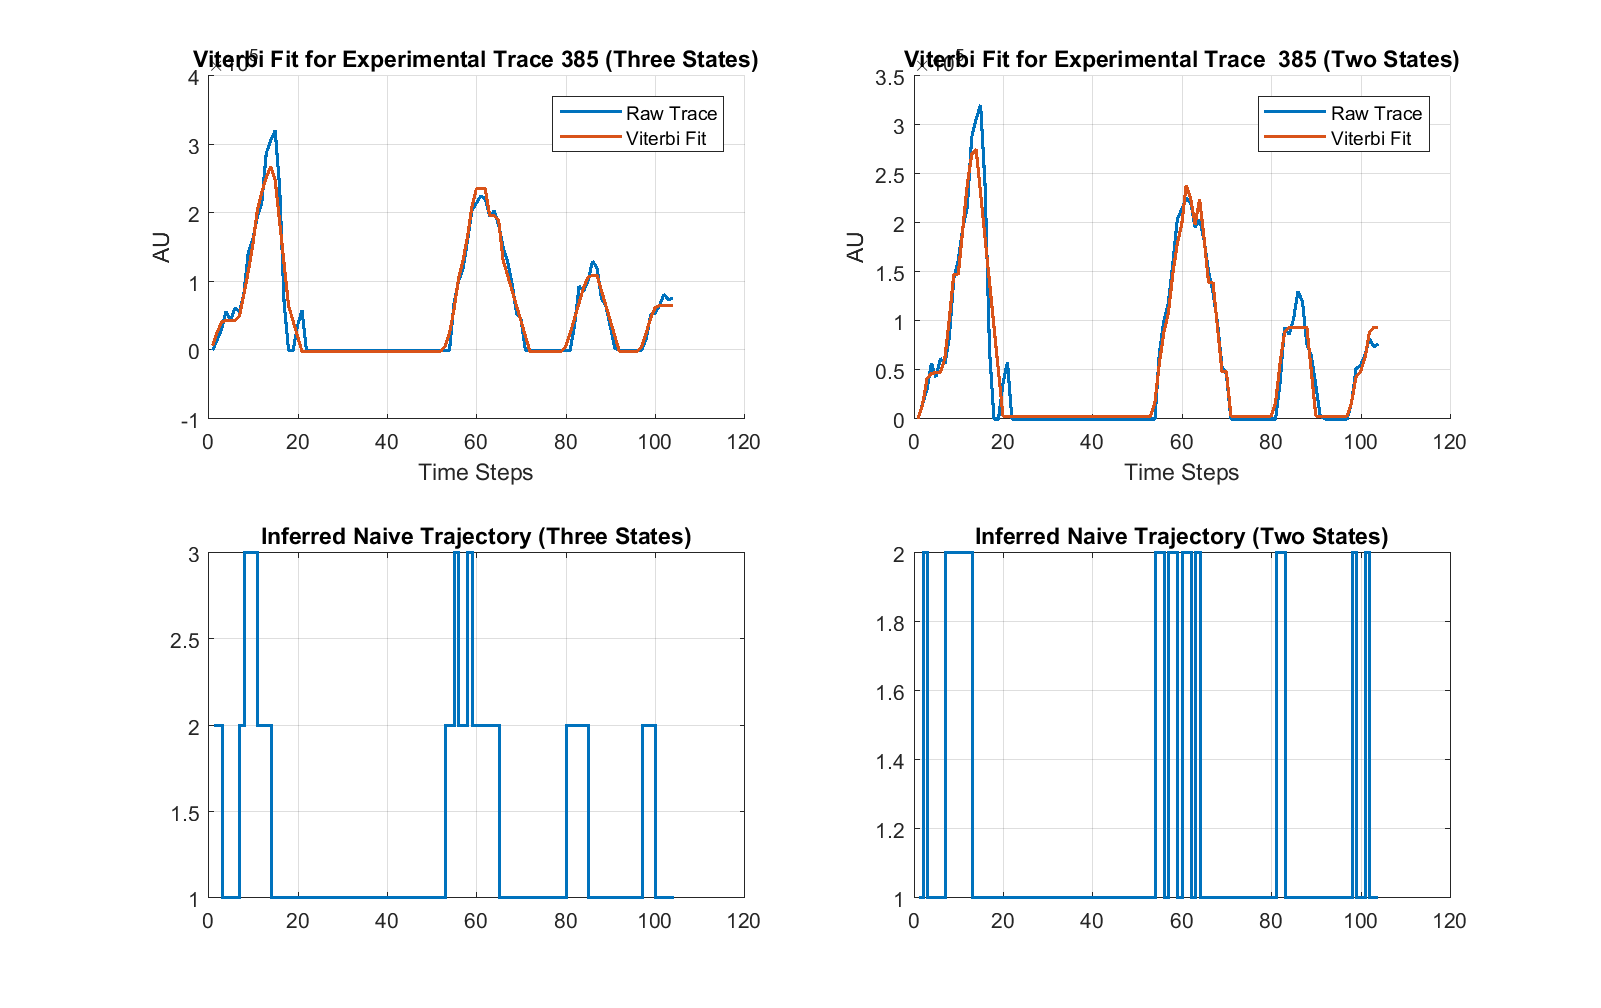 Viterbi Fit for Experimental Trace 385 (Three States)
×10^5
4
3
2
1
0
-1
AU
Raw Trace
Viterbi Fit
0 20 40 60 80 100 120
Time Steps
Viterbi Fit for Experimental Trace 385 (Two States)
×10^5
3.5
3
2.5
2
1.5
1
0.5
0
AU
Raw Trace
Viterbi Fit
0 20 40 60 80 100 120
Time Steps
Inferred Naive Trajectory (Three States)
3
2.5
2
1.5
1
0 20 40 60 80 100 120
Inferred Naive Trajectory (Two States)
2
1.8
1.6
1.4
1.2
1
0 20 40 60 80 100 120